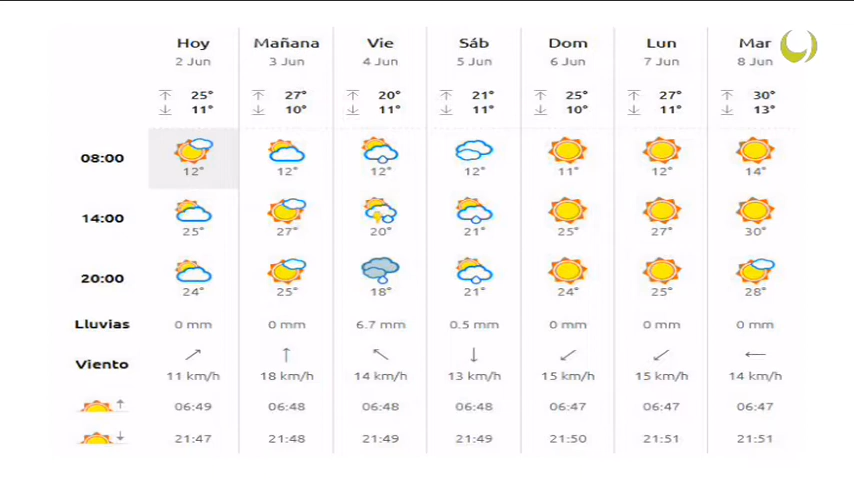 Hoy Mañana Vie Sáb Dom Lun Mar
2 Jun 3 Jun 4 Jun 5 Jun 6 Jun 7 Jun 8 Jun
25° 27° 20° 21° 25° 27° 30°
11° 10° 11° 11° 10° 11° 13°
08:00 12° 12° 12° 12° 11° 12° 14°
14:00 25° 27° 20° 21° 25° 27° 30°
20:00 24° 25° 18° 21° 24° 25° 28°
Lluvias 0 mm 0 mm 6.7 mm 0.5 mm 0 mm 0 mm 0 mm
Viento 11 km/h 18 km/h 14 km/h 13 km/h 15 km/h 15 km/h 14 km/h
06:49 06:48 06:48 06:48 06:47 06:47 06:47
21:47 21:48 21:49 21:49 21:50 21:51 21:51